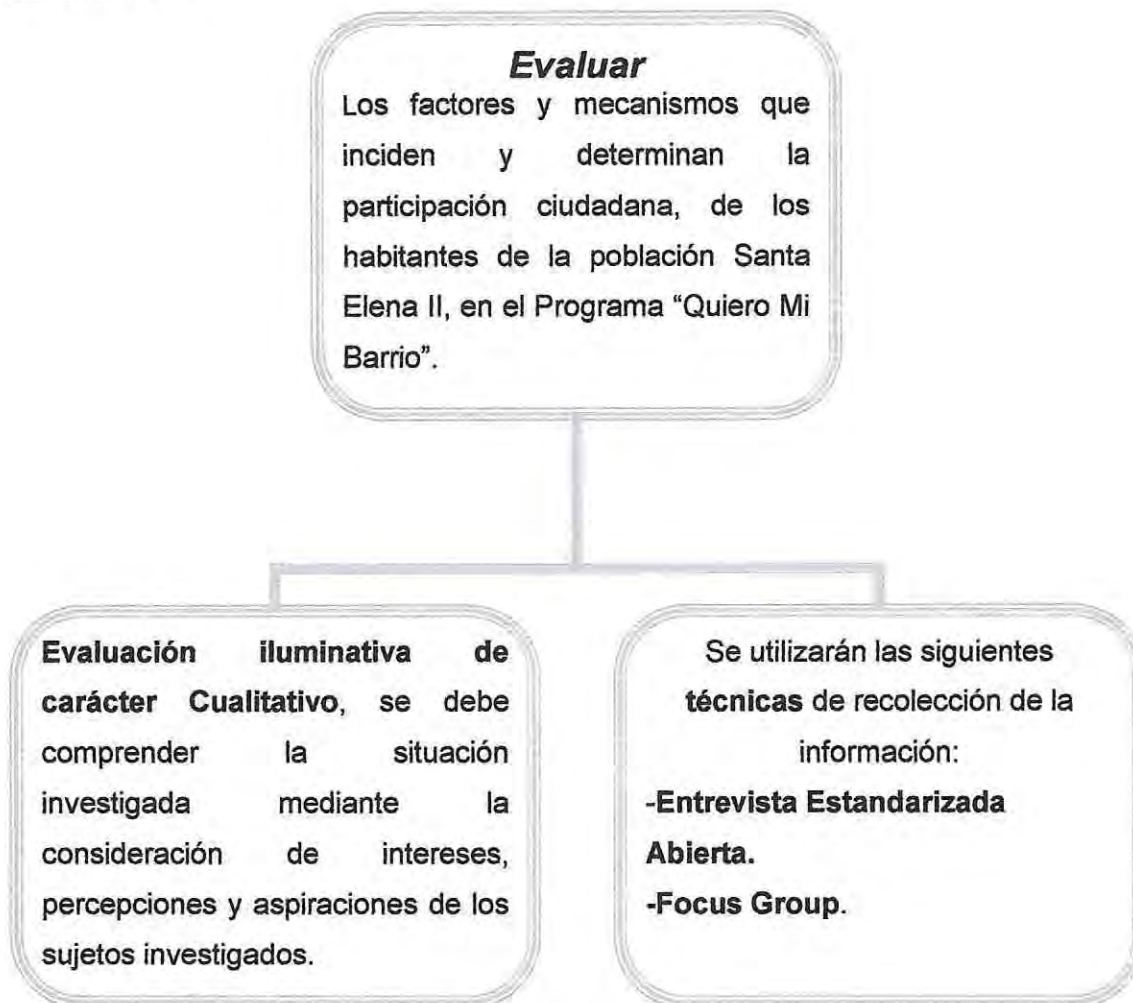 Evaluar
Los factores y mecanismos que
inciden y determinan la
participación ciudadana, de los
habitantes de la población Santa
Elena II, en el Programa “Quiero Mi
Barrio”.
Evaluación iluminativa de
carácter Cualitativo, se debe
comprender la situación
investigada mediante la
consideración de intereses,
percepciones y aspiraciones de los
sujetos investigados.
Se utilizarán las siguientes
técnicas de recolección de la
información:
-Entrevista Estandarizada
Abierta.
-Focus Group.